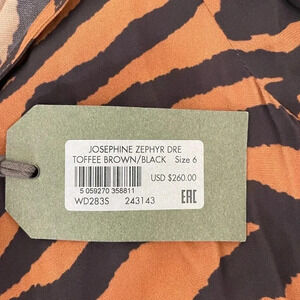 JOSEPHINE ZEPHYR DRE
TOFFEE BROWN/BLACK Size 6
USD $260.00
5 059270 358811
WD283S 243143 EAC